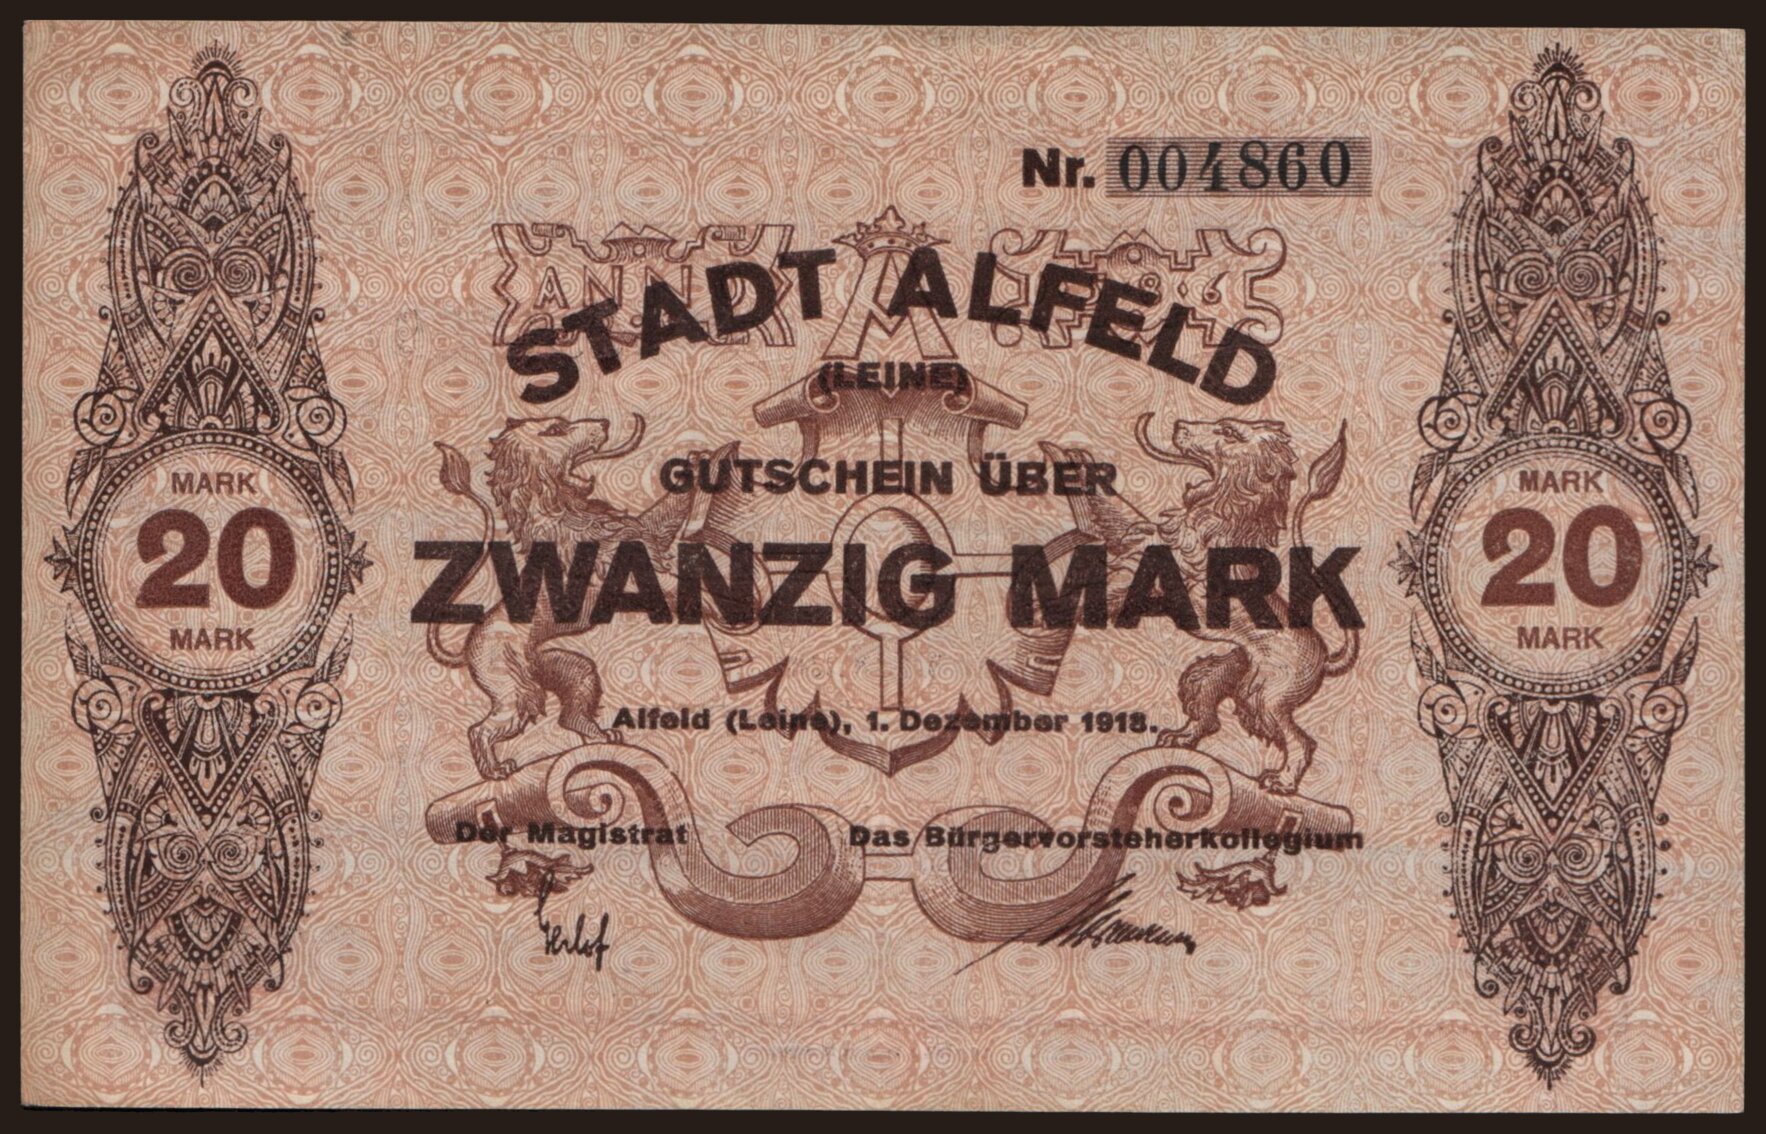 Nr. 004860
STADT ALFELD
(LEINE)
GUTSCHEIN ÜBER
ZWANZIG MARK
MARK
20
MARK
MARK
20
MARK
Alfeld (Leine), 1. Dezember 1918.
Der Magistrat
Das Bürgervorsteherkollegium